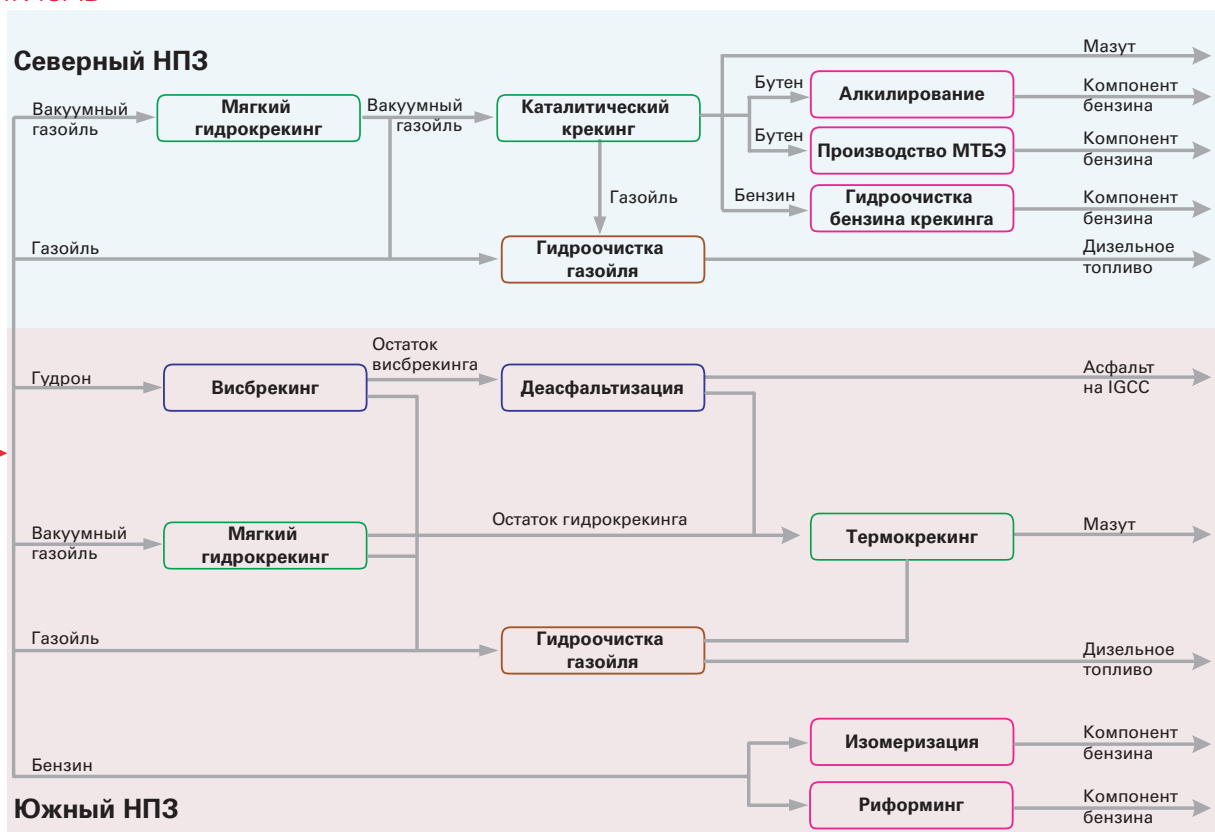 Северный НПЗ
Мазут
Вакуумный
газойль
Мягкий
гидрокрекинг
Вакуумный
газойль
Каталитический
крекинг
Бутен
Алкилирование
Компонент
бензина
Бутен
Производство МТБЭ
Компонент
бензина
Газойль
Бензин
Гидроочистка
бензина крекинга
Компонент
бензина
Газойль
Гидроочистка
газойля
Дизельное
топливо
Гудрон
Висбрекинг
Остаток
висбрекинга
Деасфальтизация
Асфальт
на IGCC
Вакуумный
газойль
Мягкий
гидрокрекинг
Остаток гидрокрекинга
Термокрекинг
Мазут
Газойль
Гидроочистка
газойля
Дизельное
топливо
Изомеризация
Компонент
бензина
Бензин
Южный НПЗ
Риформинг
Компонент
бензина